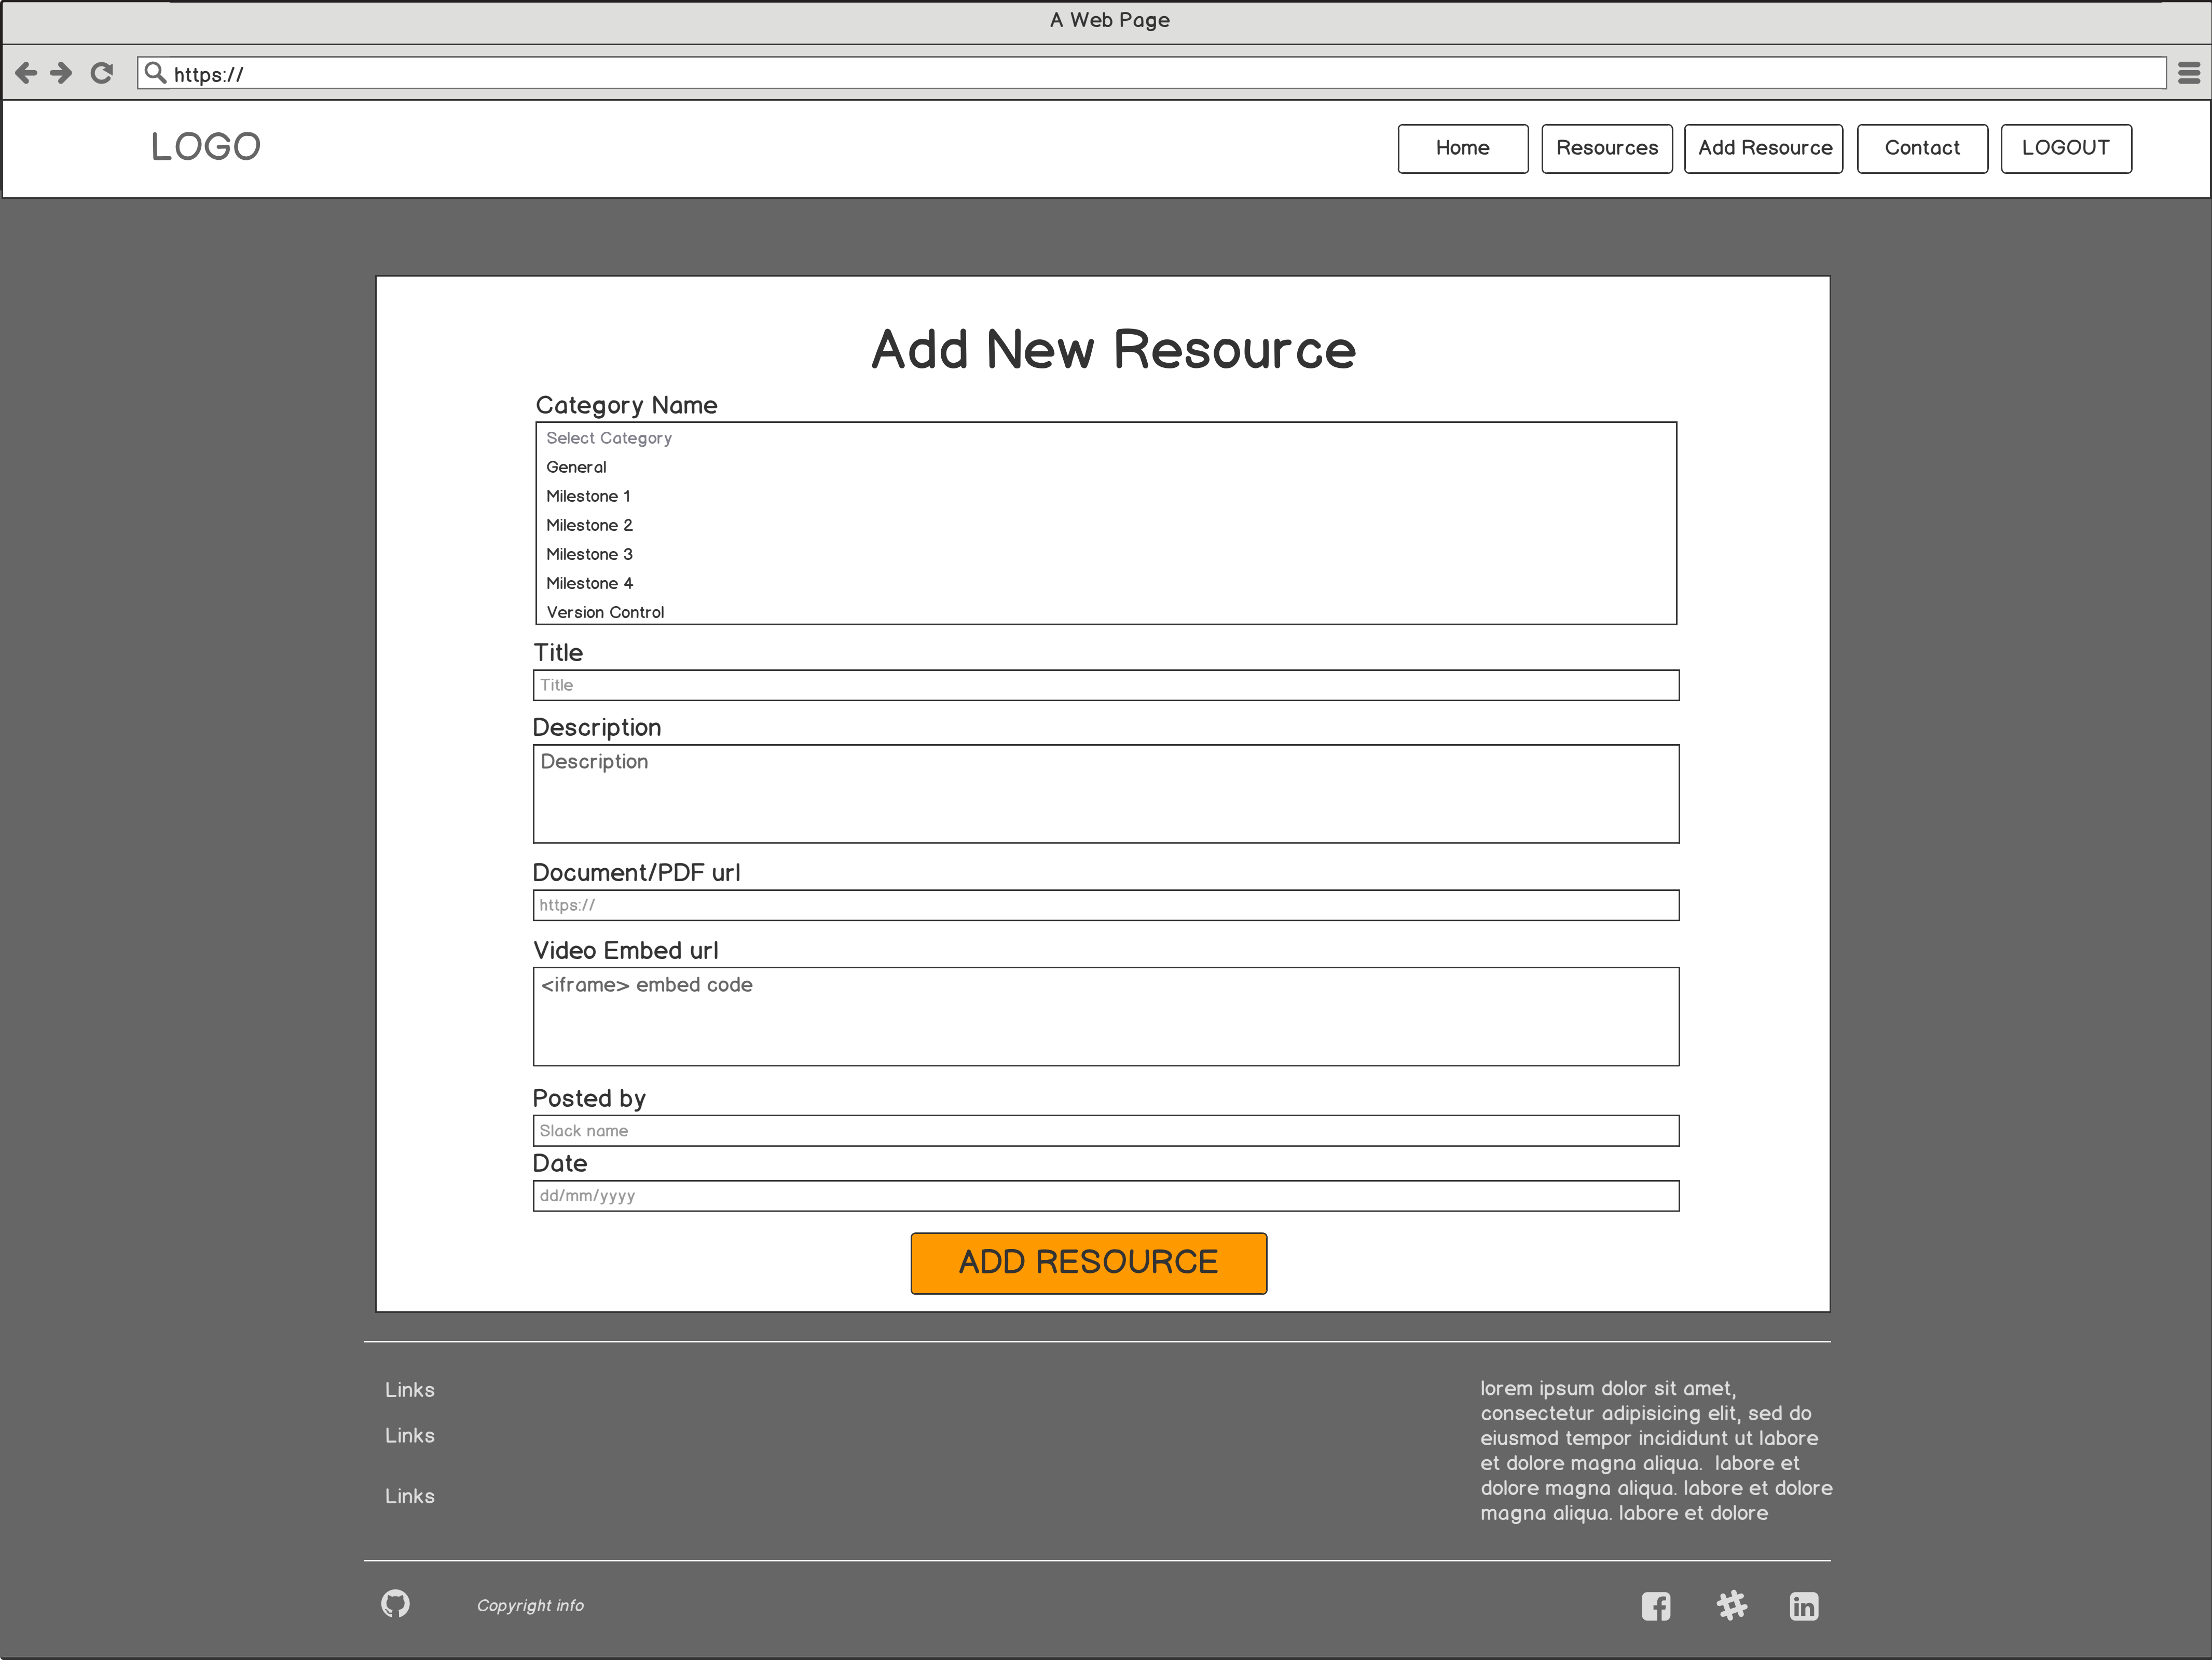 A Web Page
https://
LOGO
Home
Resources
Add Resource
Contact
LOGOUT
Add New Resource
Category Name
Select Category
General
Milestone 1
Milestone 2
Milestone 3
Milestone 4
Version Control
Title
Title
Description
Description
Document/PDF url
https://
Video Embed url
<iframe> embed code
Posted by
Slack name
Date
dd/mm/yyyy
ADD RESOURCE
Links
Links
Links
lorem ipsum dolor sit amet,
consectetur adipisicing elit, sed do
eiusmod tempor incididunt ut labore
et dolore magna aliqua.  labore et
dolore magna aliqua. labore et dolore
magna aliqua. labore et dolore
Copyright info